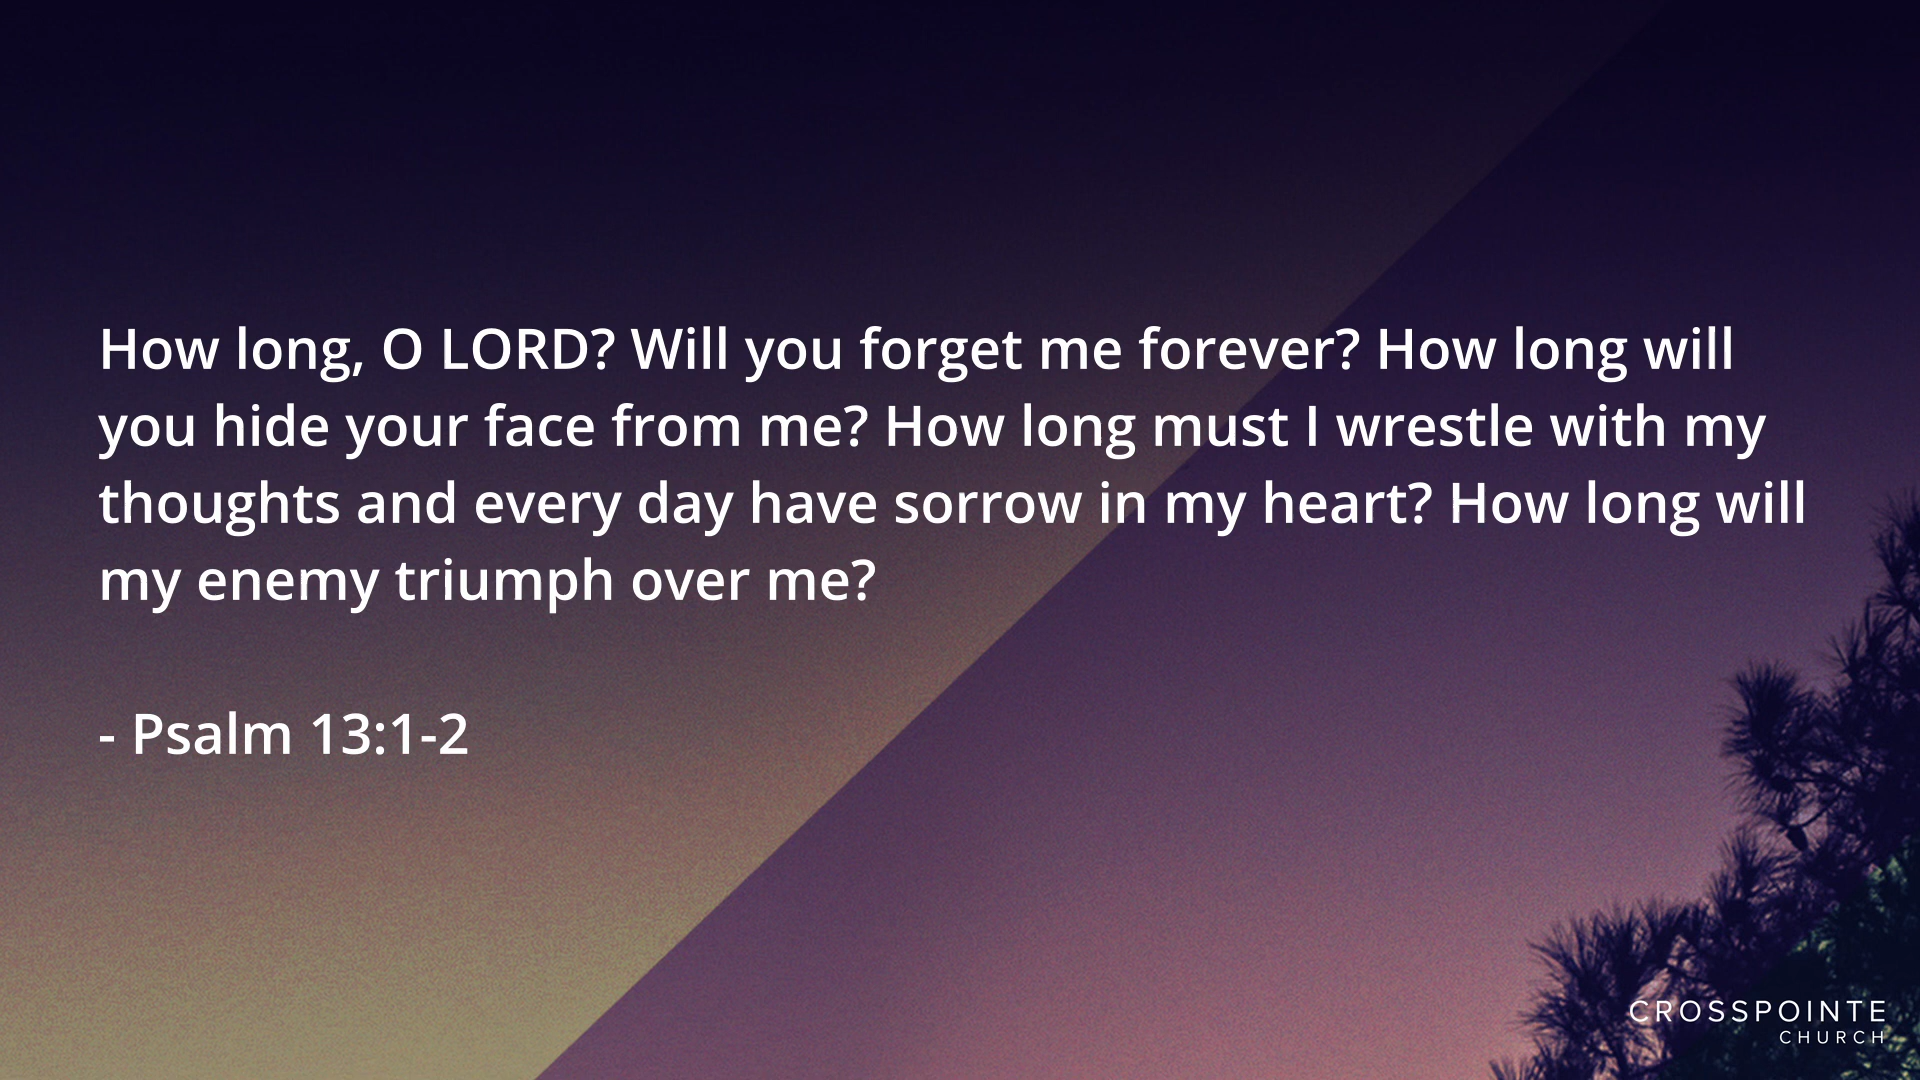 How long, O LORD? Will you forget me forever? How long will
you hide your face from me? How long must I wrestle with my
thoughts and every day have sorrow in my heart? How long will
my enemy triumph over me?
- Psalm 13:1-2
CROSSPOINTE
CHURCH